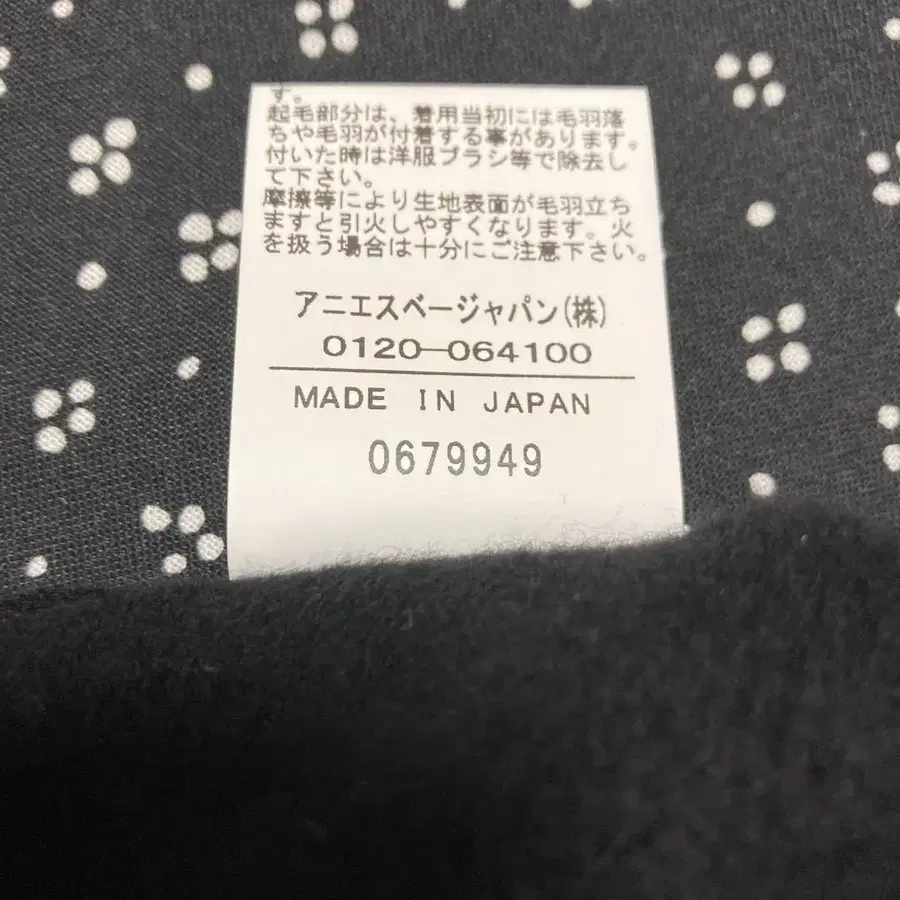 す。
起毛部分は、着用当初には毛羽落
ちや毛羽が付着する事があります。
付いた時は洋服ブラシ等で除去し
て下さい。
摩擦等により生地表面が毛羽立ち
ますと引火しやすくなります。火
を扱う場合は十分にご注意下さい。
アニエスベージャパン(株)
0120-064100
MADE IN JAPAN
0679949